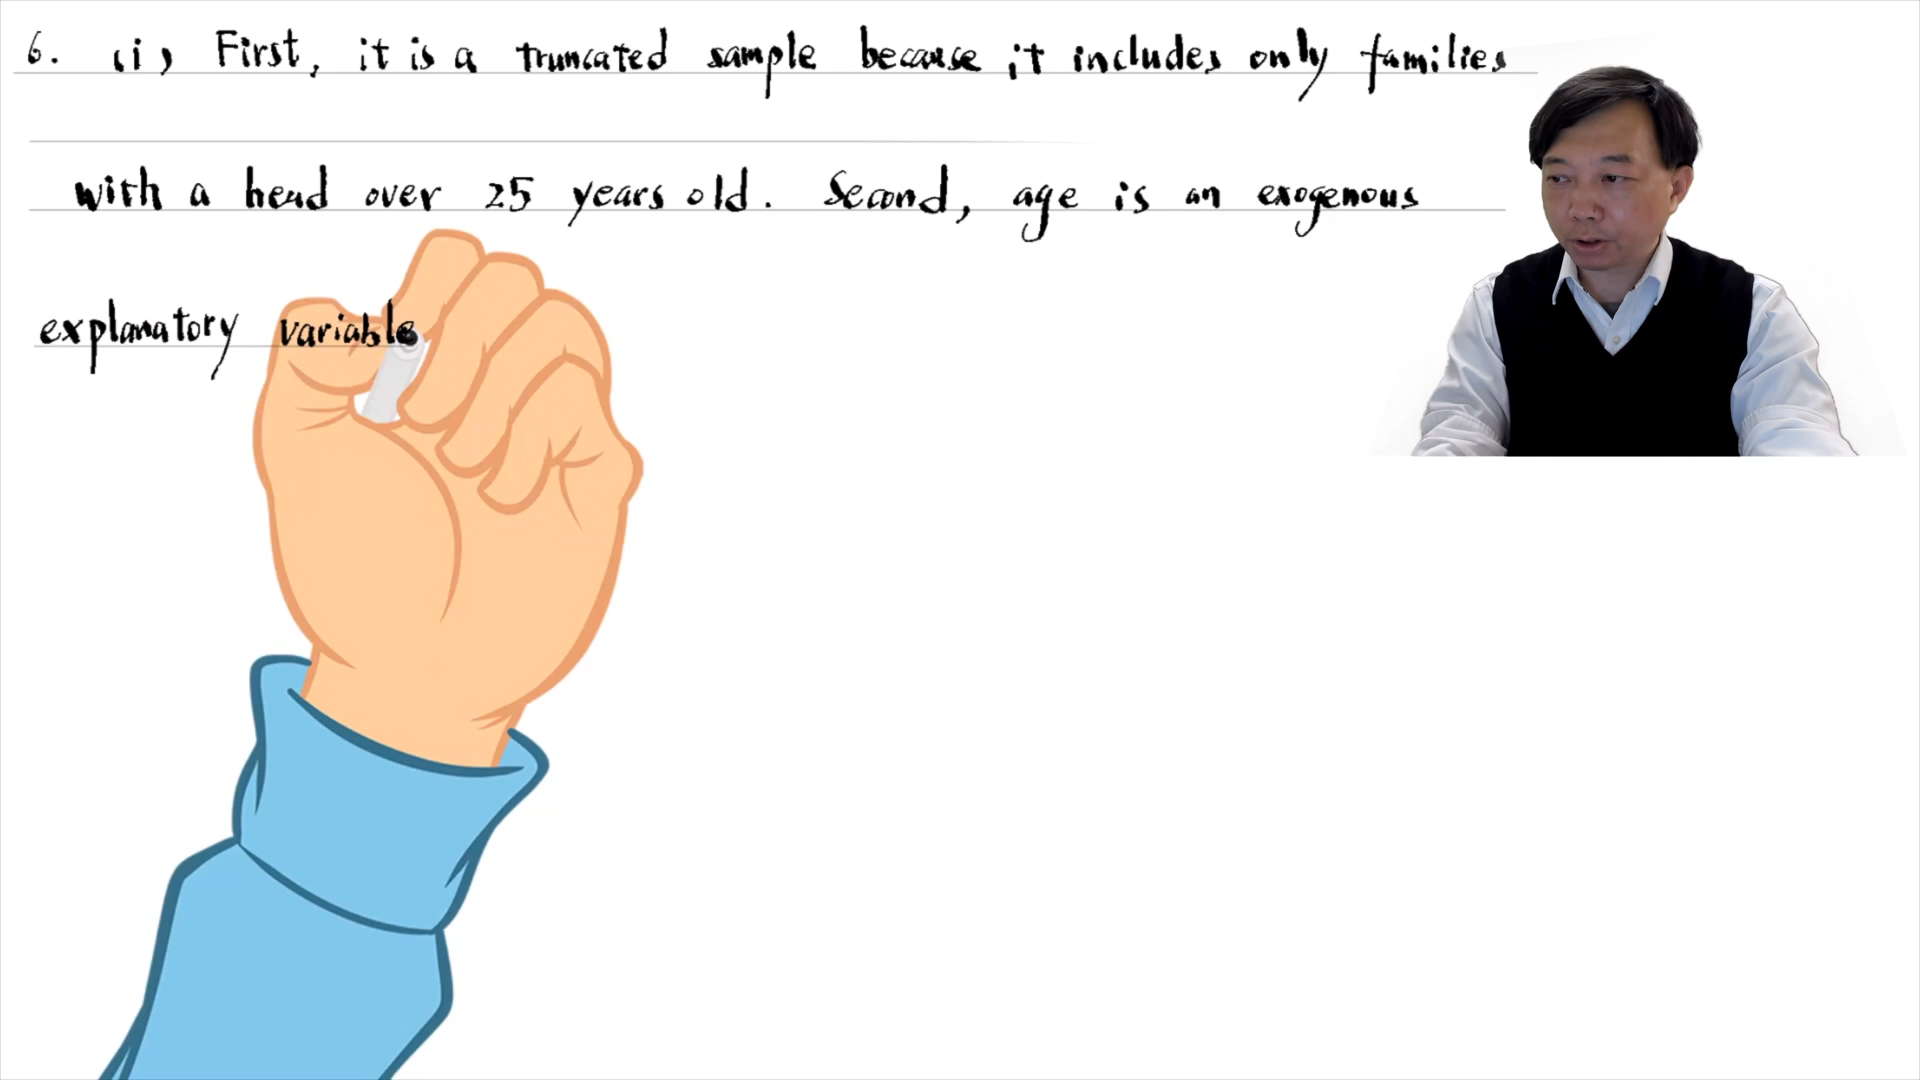 6. (i) First, it is a truncated sample because it includes only families
with a head over 25 years old. Second, age is an exogenous
explanatory variable